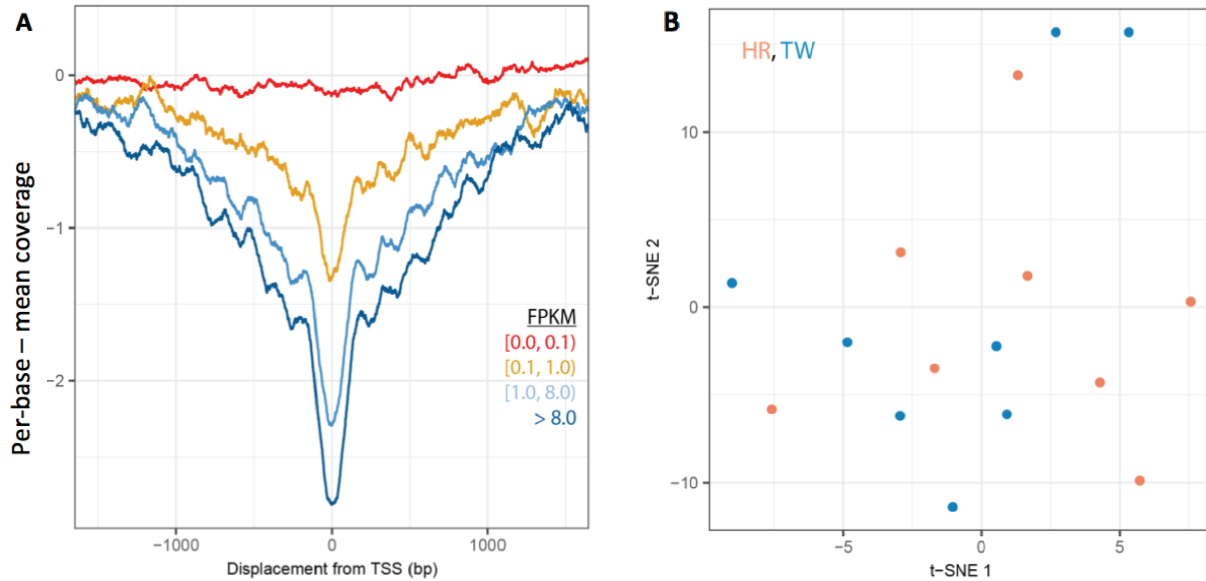 A
Per-base – mean coverage
0
−1
−2
FPKM
[0.0, 0.1)
[0.1, 1.0)
[1.0, 8.0)
> 8.0
−1000
0
1000
Displacement from TSS (bp)
B
HR, TW
t−SNE 2
10
0
−10
−5
0
5
t−SNE 1